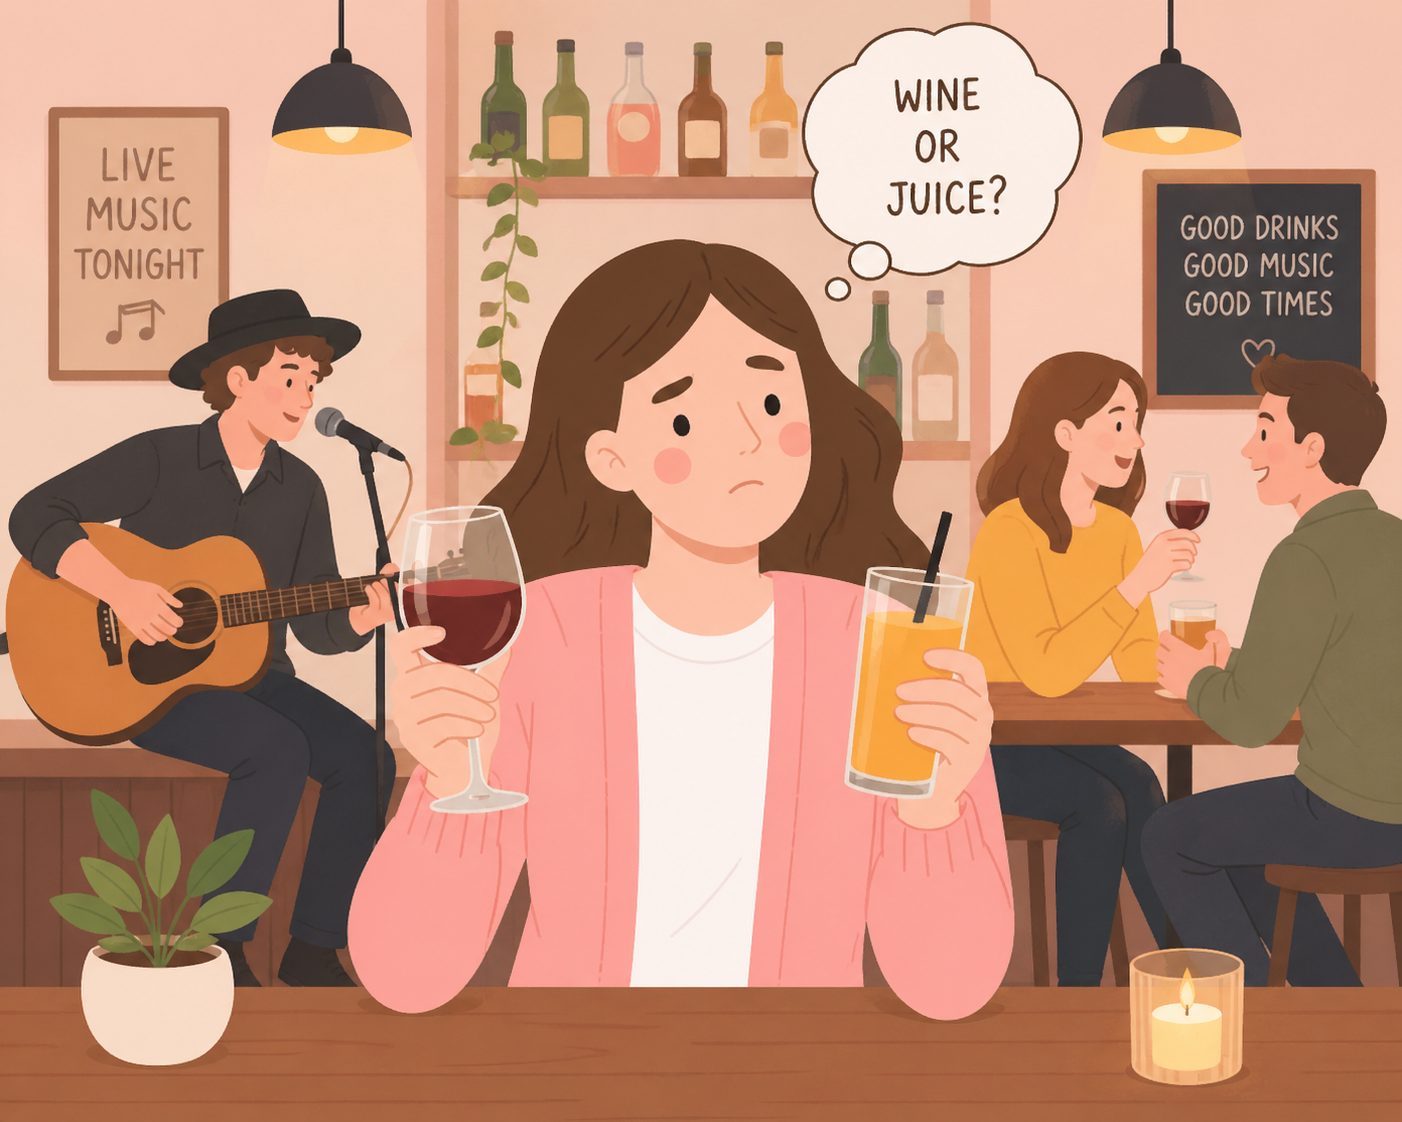 LIVE
MUSIC
TONIGHT
WINE
OR
JUICE?
GOOD DRINKS
GOOD MUSIC
GOOD TIMES